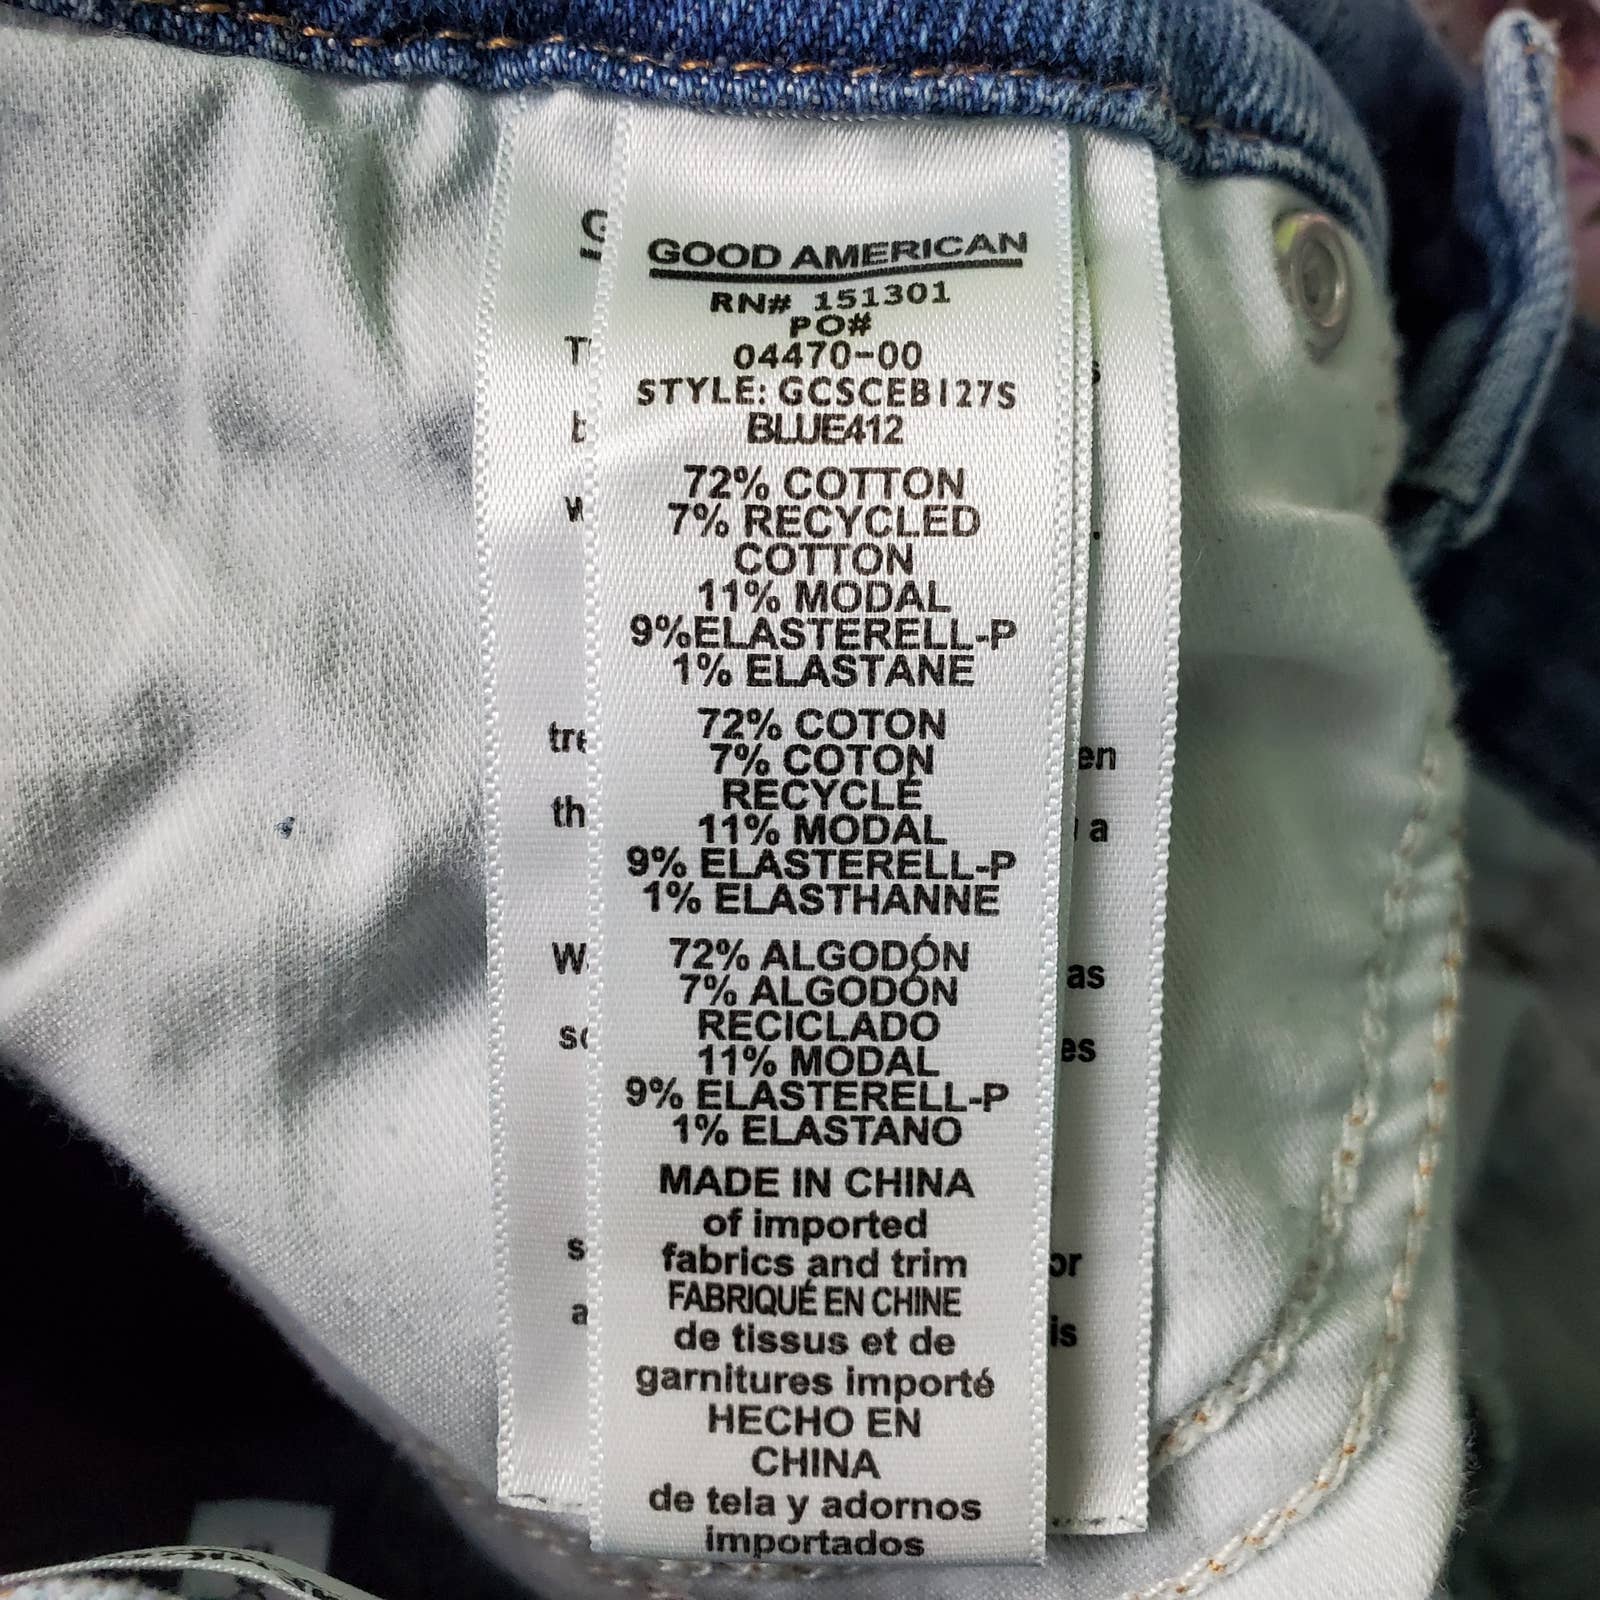 GOOD AMERICAN
RN# 151301
PO#
04470-00
STYLE: GCSCEB127S
BLUE412
72% COTTON
7% RECYCLED
COTTON
11% MODAL
9%ELASTERELL-P
1% ELASTANE
72% COTON
7% COTON
RECYCLÉ
11% MODAL
9% ELASTERELL-P
1% ELASTHANNE
72% ALGODÓN
7% ALGODÓN
RECICLADO
11% MODAL
9% ELASTERELL-P
1% ELASTANO
MADE IN CHINA
of imported
fabrics and trim
FABRIQUÉ EN CHINE
de tissus et de
garnitures importé
HECHO EN
CHINA
de tela y adornos
importados